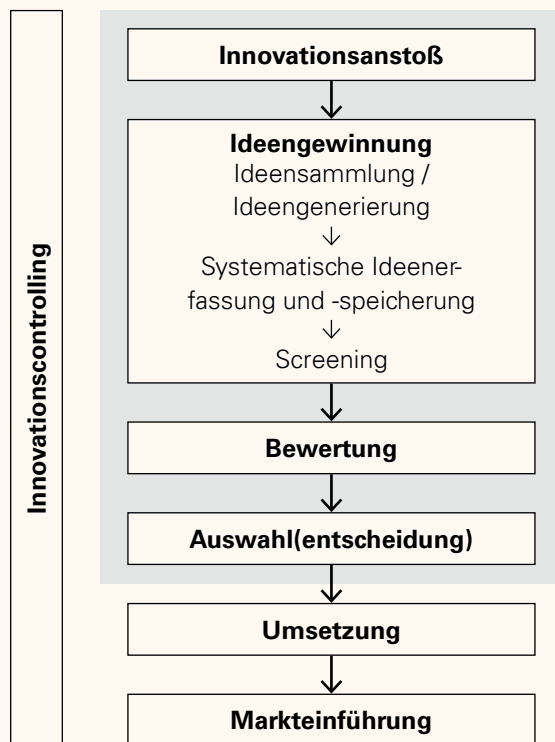 Innovationscontrolling
Innovationsanstoß
Ideengewinnung
Ideensammlung /
Ideengenerierung
Systematische Ideener-
fassung und -speicherung
Screening
Bewertung
Auswahl(entscheidung)
Umsetzung
Markteinführung